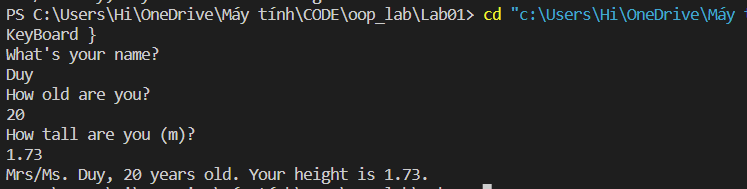 PS C:\Users\Hi\OneDrive\Máy tính\CODE\oop_lab\Lab01> cd "c:\Users\Hi\OneDrive\Máy
KeyBoard }
What's your name?
Duy
How old are you?
20
How tall are you (m)?
1.73
Mrs/Ms. Duy, 20 years old. Your height is 1.73.